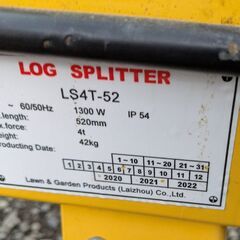 LOG SPLITTER
LS4T-52
~ 60/50Hz 1300 W IP 54
length: 520mm
force: 4t
Producting Date: 42kg
1~10 11~20 21~31
1 2 3 4 5 6 7 8 9 10 11 12
2020 2021 2022
Lawn & Garden Products (Laizhou) Co., Ltd.